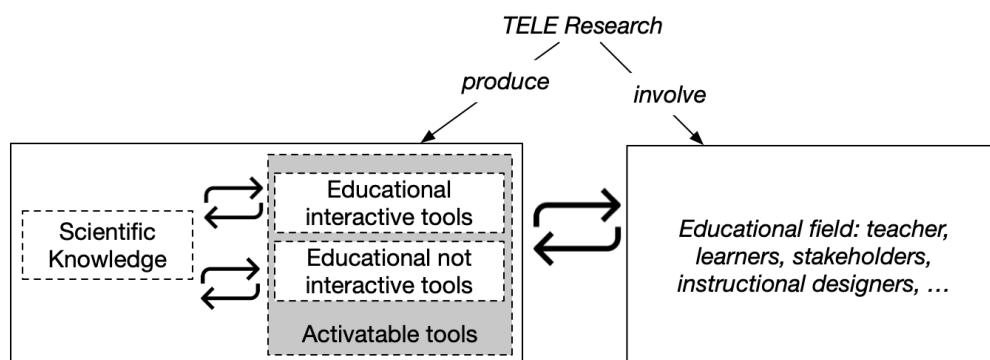 TELE Research
produce
involve
Scientific
Knowledge
Educational
interactive tools
Educational not
interactive tools
Activatable tools
Educational field: teacher,
learners, stakeholders,
instructional designers, …